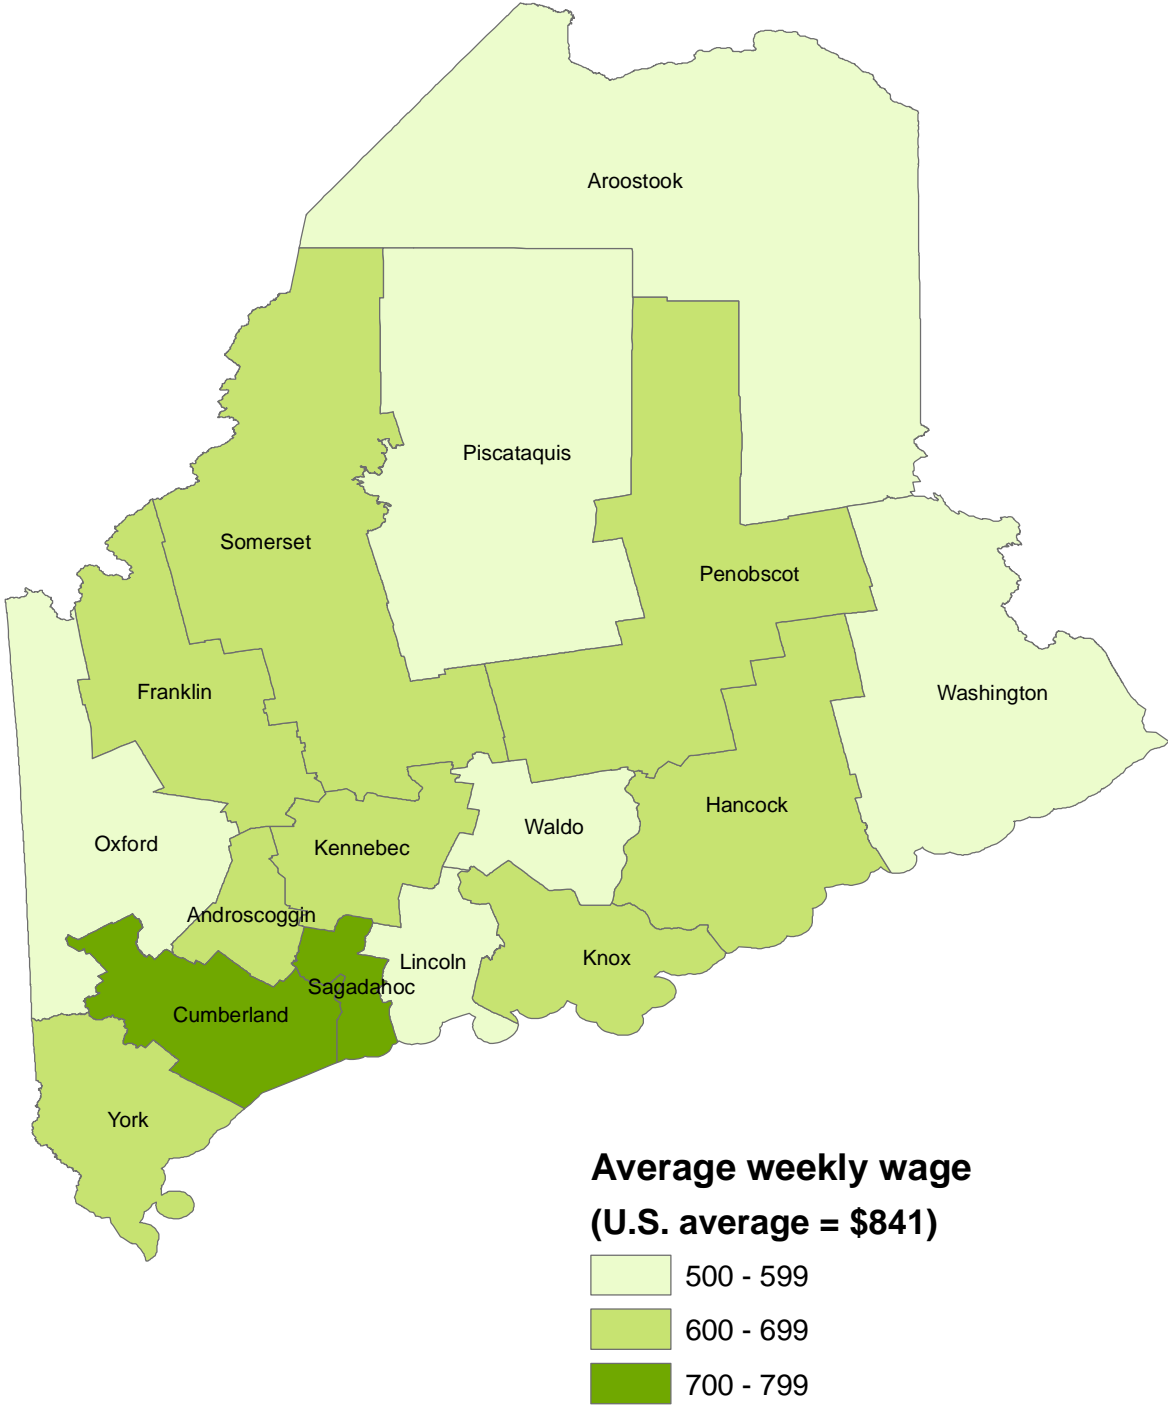 Aroostook
Piscataquis
Somerset
Penobscot
Franklin
Washington
Hancock
Waldo
Oxford
Kennebec
Androscoggin
Knox
Lincoln
Sagadahoc
Cumberland
York
Average weekly wage
(U.S. average = $841)
500 - 599
600 - 699
700 - 799